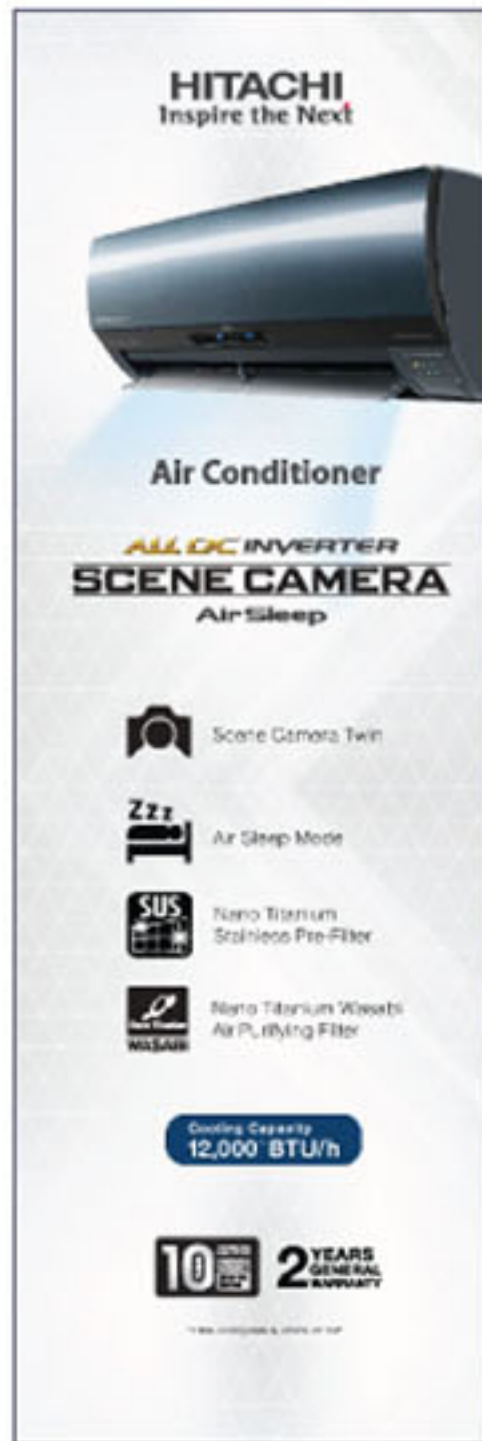 HITACHI
Inspire the Next
Air Conditioner
ALL DC INVERTER
SCENE CAMERA
Air Sleep
Scene Camera Twin
Zzz
Air Sleep Mode
SUS
Nano Titanium
Stainless Pre-Filter
Nano Titanium Wasabi
Air Purifying Filter
WASABI
Cooling Capacity
12,000* BTU/h
10
2 YEARS
GENERAL
WARRANTY